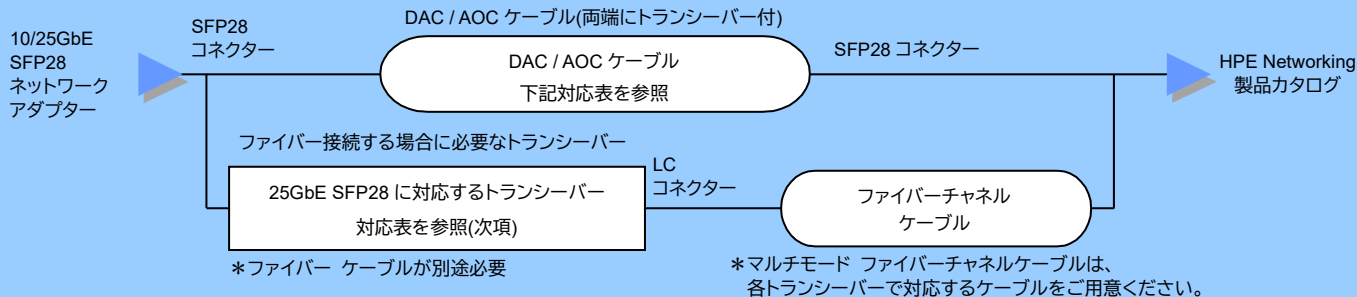 10/25GbE
SFP28
ネットワーク
アダプター
SFP28
コネクター
DAC / AOC ケーブル(両端にトランシーバー付)
DAC / AOC ケーブル
下記対応表を参照
SFP28 コネクター
HPE Networking
製品カタログ
ファイバー接続する場合に必要なトランシーバー
25GbE SFP28 に対応するトランシーバー
対応表を参照(次項)
LC
コネクター
ファイバーチャネル
ケーブル
＊ファイバー ケーブルが別途必要
＊マルチモード ファイバーチャネルケーブルは、
各トランシーバーで対応するケーブルをご用意ください。